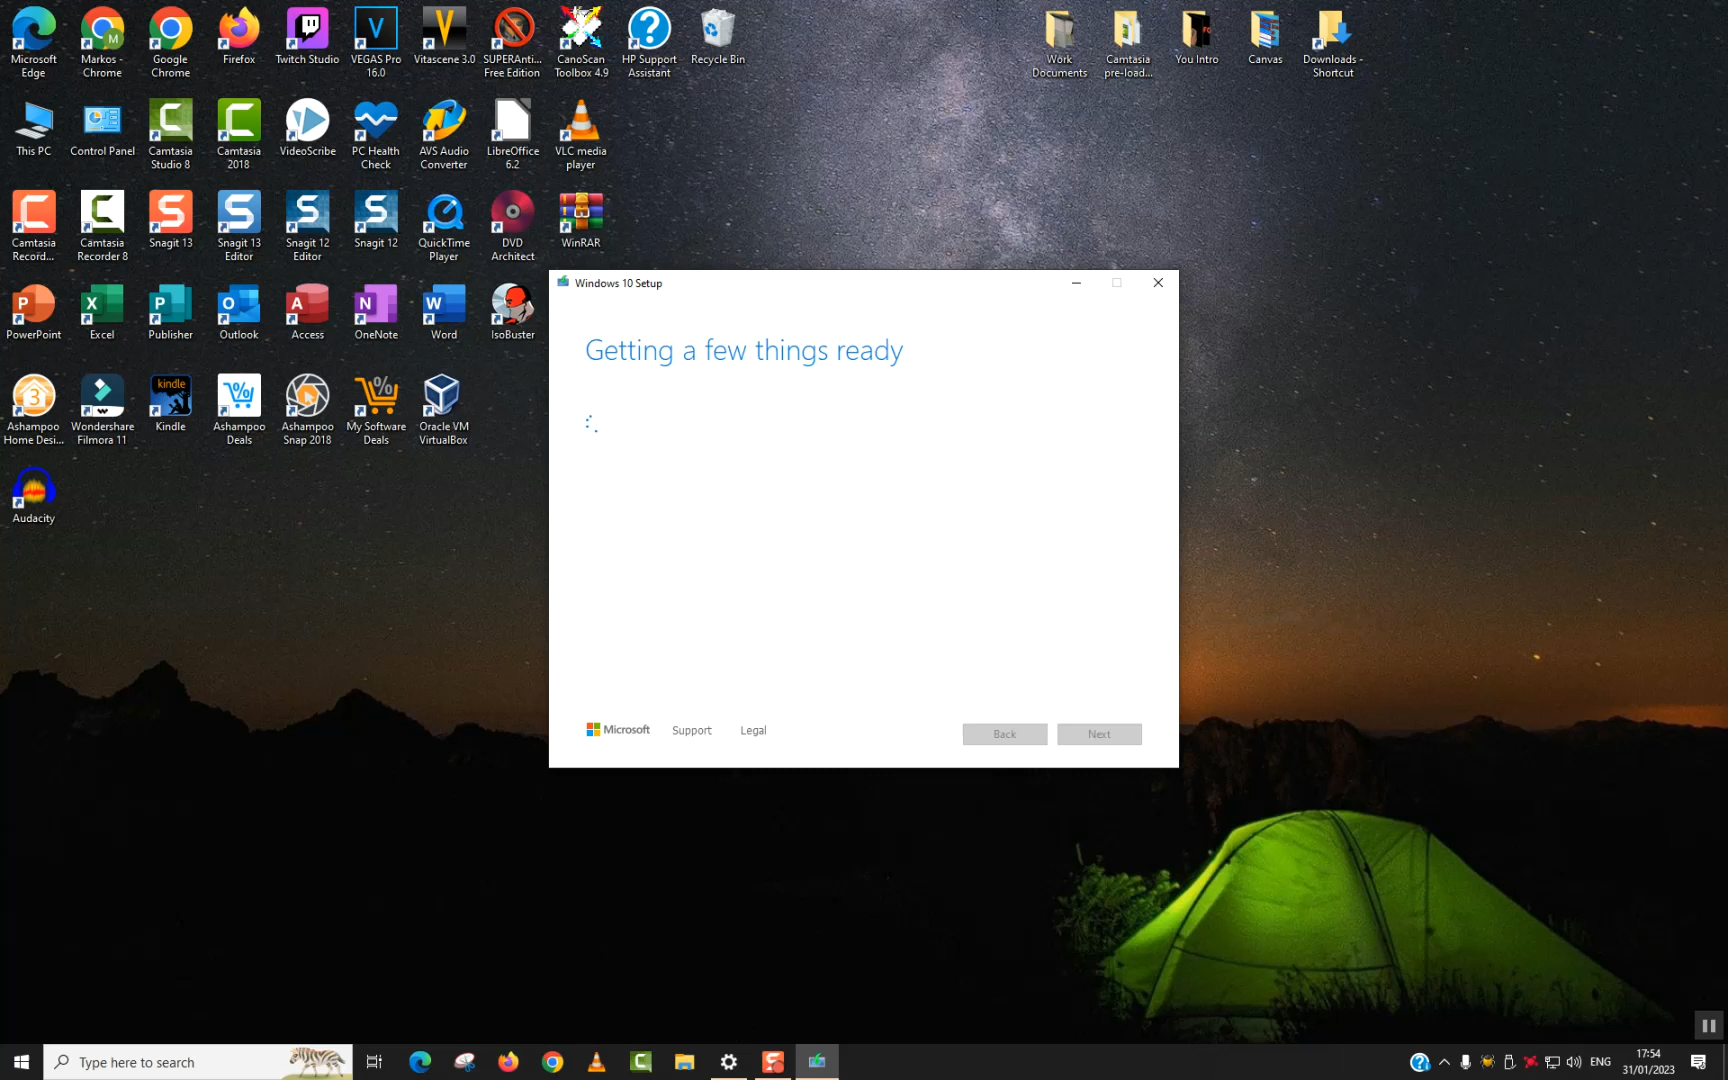 Microsoft Edge
Markos - Chrome
Google Chrome
Firefox
Twitch Studio
VEGAS Pro 16.0
Vitascene 3.0
SUPERAnti... Free Edition
CanoScan Toolbox 4.9
HP Support Assistant
Recycle Bin
Work Documents
Camtasia pre-load...
You Intro
Canvas
Downloads - Shortcut
This PC
Control Panel
Camtasia Studio 8
Camtasia 2018
VideoScribe
PC Health Check
AVS Audio Converter
LibreOffice 6.2
VLC media player
Camtasia Record...
Camtasia Recorder 8
Snagit 13
Snagit 13 Editor
Snagit 12 Editor
Snagit 12
QuickTime Player
DVD Architect
WinRAR
PowerPoint
Excel
Publisher
Outlook
Access
OneNote
Word
IsoBuster
kindle
Ashampoo Home Desi...
Wondershare Filmora 11
Kindle
Ashampoo Deals
Ashampoo Snap 2018
My Software Deals
Oracle VM VirtualBox
Audacity
Windows 10 Setup
Getting a few things ready
Microsoft
Support
Legal
Back
Next
Type here to search
ENG
17:54
31/01/2023